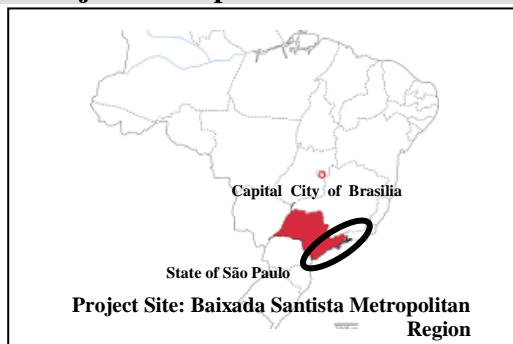 Capital City of Brasilia
State of São Paulo
Project Site: Baixada Santista Metropolitan
Region